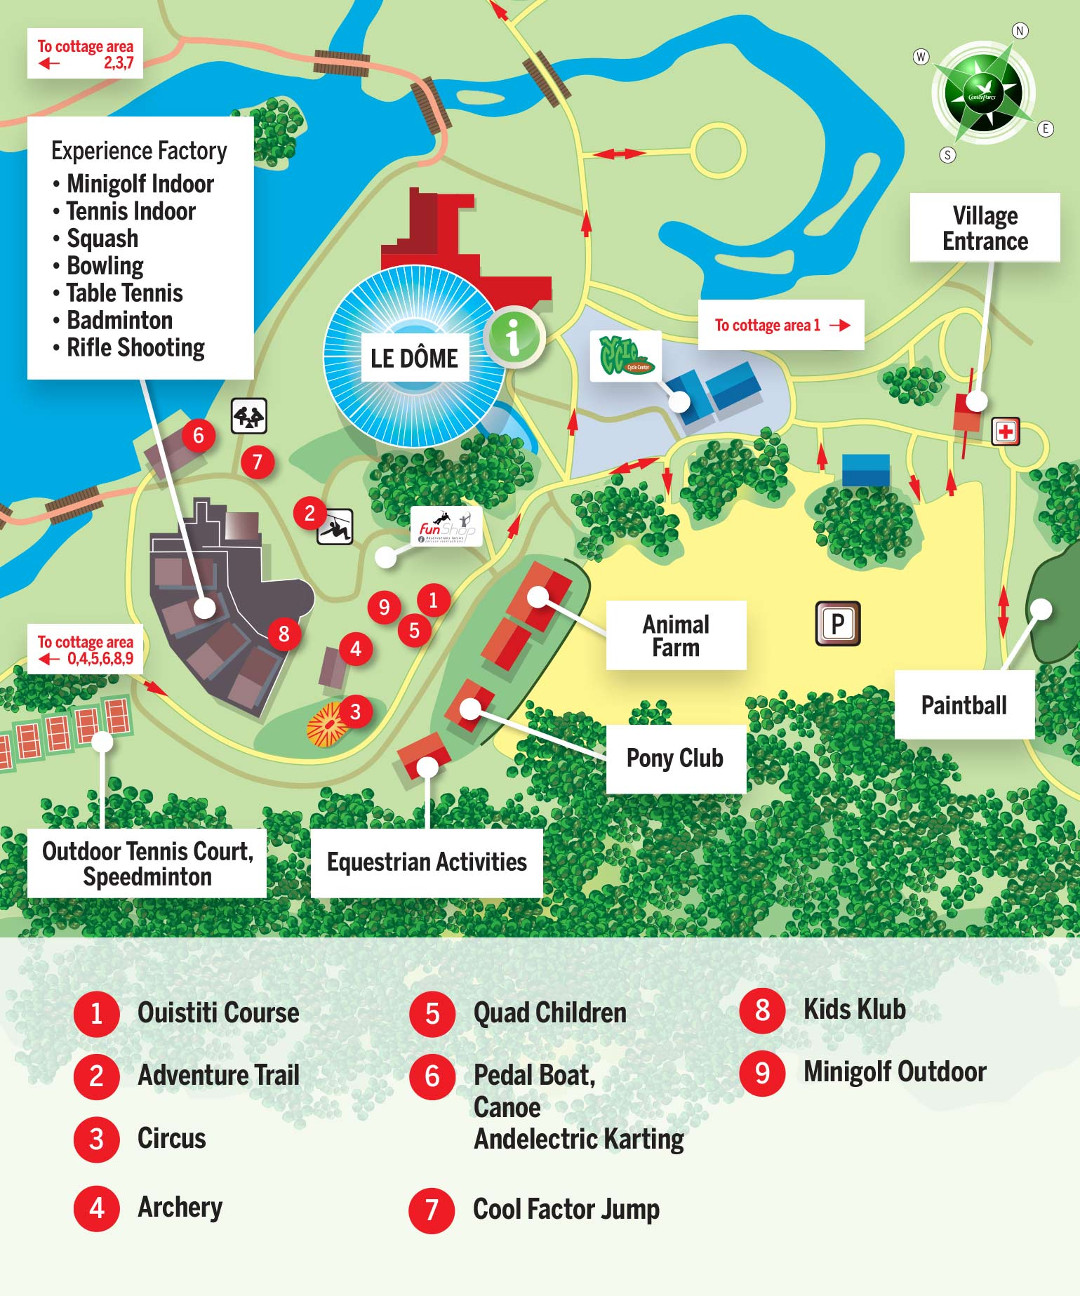 To cottage area
2,3,7
N
W
E
S
CenterParcs
Experience Factory
• Minigolf Indoor
• Tennis Indoor
• Squash
• Bowling
• Table Tennis
• Badminton
• Rifle Shooting
Village
Entrance
To cottage area 1
i
LE DÔME
Cycle Center
6
7
2
Fun Shop
9
1
5
8
4
3
P
Animal
Farm
To cottage area
0,4,5,6,8,9
Paintball
Pony Club
Outdoor Tennis Court,
Speedminton
Equestrian Activities
1 Ouistiti Course
2 Adventure Trail
3 Circus
4 Archery
5 Quad Children
6 Pedal Boat,
Canoe
Andelectric Karting
7 Cool Factor Jump
8 Kids Klub
9 Minigolf Outdoor